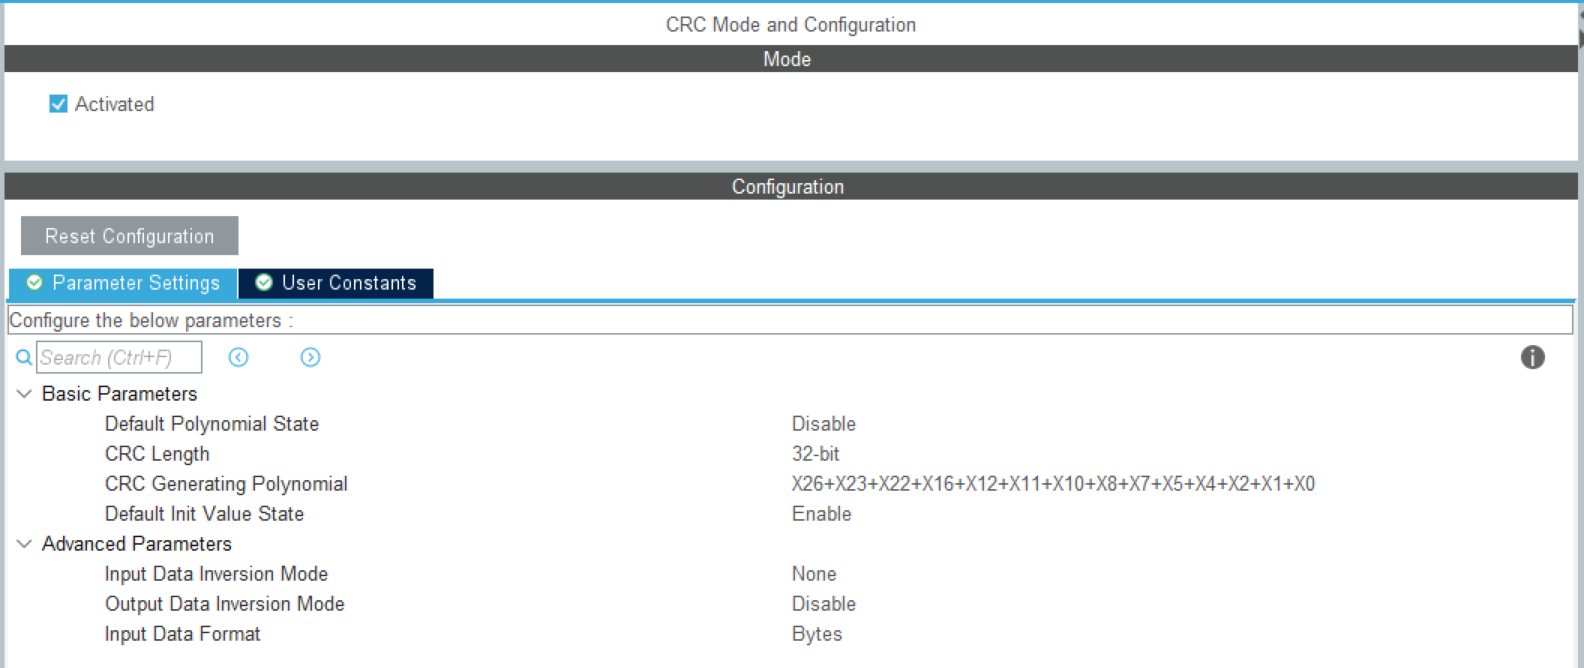 CRC Mode and Configuration
Mode
Activated
Configuration
Reset Configuration
Parameter Settings User Constants
Configure the below parameters :
Search (Ctrl+F)
Basic Parameters
Default Polynomial State Disable
CRC Length 32-bit
CRC Generating Polynomial X26+X23+X22+X16+X12+X11+X10+X8+X7+X5+X4+X2+X1+X0
Default Init Value State Enable
Advanced Parameters
Input Data Inversion Mode None
Output Data Inversion Mode Disable
Input Data Format Bytes